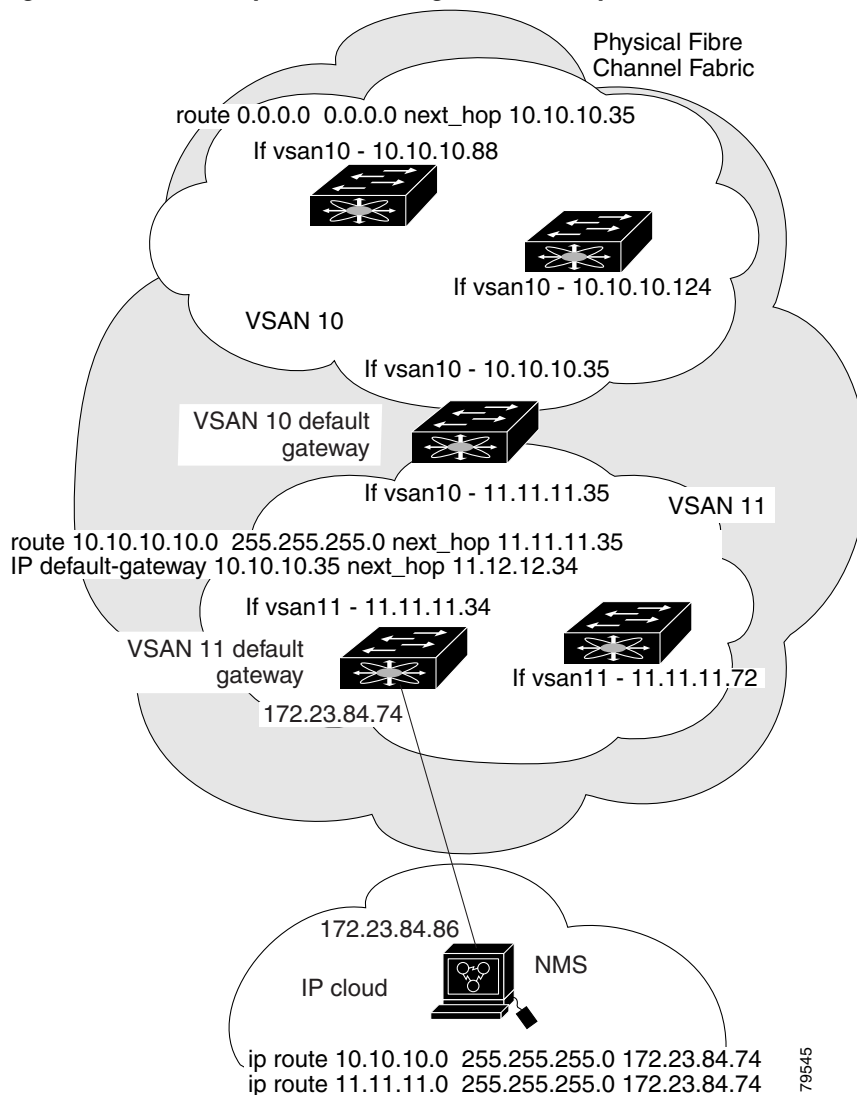 Physical Fibre
Channel Fabric
route 0.0.0.0 0.0.0.0 next_hop 10.10.10.35
If vsan10 - 10.10.10.88
If vsan10 - 10.10.10.124
VSAN 10
If vsan10 - 10.10.10.35
VSAN 10 default
gateway
If vsan10 - 11.11.11.35
VSAN 11
route 10.10.10.10.0 255.255.255.0 next_hop 11.11.11.35
IP default-gateway 10.10.10.35 next_hop 11.12.12.34
If vsan11 - 11.11.11.34
VSAN 11 default
gateway
If vsan11 - 11.11.11.72
172.23.84.74
172.23.84.86
NMS
IP cloud
ip route 10.10.10.0 255.255.255.0 172.23.84.74
ip route 11.11.11.0 255.255.255.0 172.23.84.74
79545